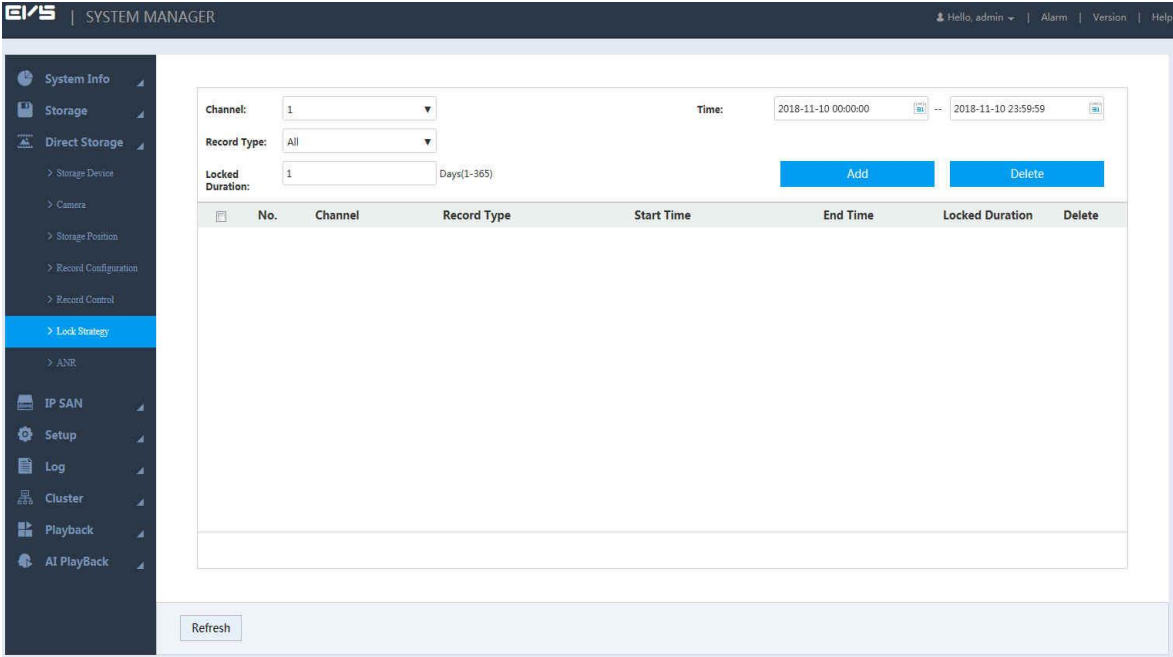 EVS | SYSTEM MANAGER
Hello, admin | Alarm | Version | Help
System Info
Storage
Direct Storage
> Storage Device
> Camera
> Storage Position
> Record Configuration
> Record Control
> Lock Strategy
> ANR
IP SAN
Setup
Log
Cluster
Playback
AI PlayBack
Channel: 1 Time: 2018-11-10 00:00:00 -- 2018-11-10 23:59:59
Record Type: All
Locked Duration: 1 Days(1-365) Add Delete
No. Channel Record Type Start Time End Time Locked Duration Delete
Refresh